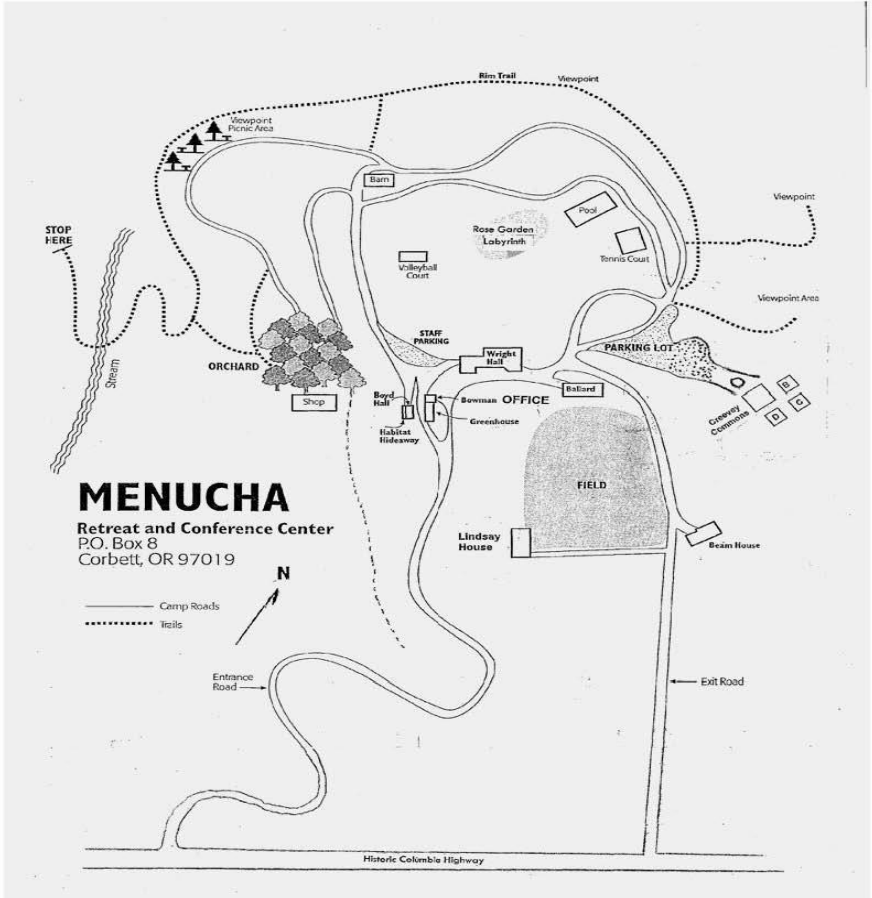 Rim Trail
Viewpoint
Viewpoint
Picnic Area
Barn
Viewpoint
Pool
STOP
HERE
Rose Garden
Labyrinth
Tennis Court
Volleyball
Court
Viewpoint Area
STAFF
PARKING
PARKING LOT
Wright
Hall
ORCHARD
Stream
Shop
Boyd
Hall
Bowman OFFICE
Ballard
B
G
D
Greevey
Commons
Greenhouse
Habitat
Hideaway
FIELD
MENUCHA
Retreat and Conference Center
P.O. Box 8
Corbett, OR 97019
Lindsay
House
Beam House
N
Camp Roads
Trails
Entrance
Road
Exit Road
Historic Columbia Highway